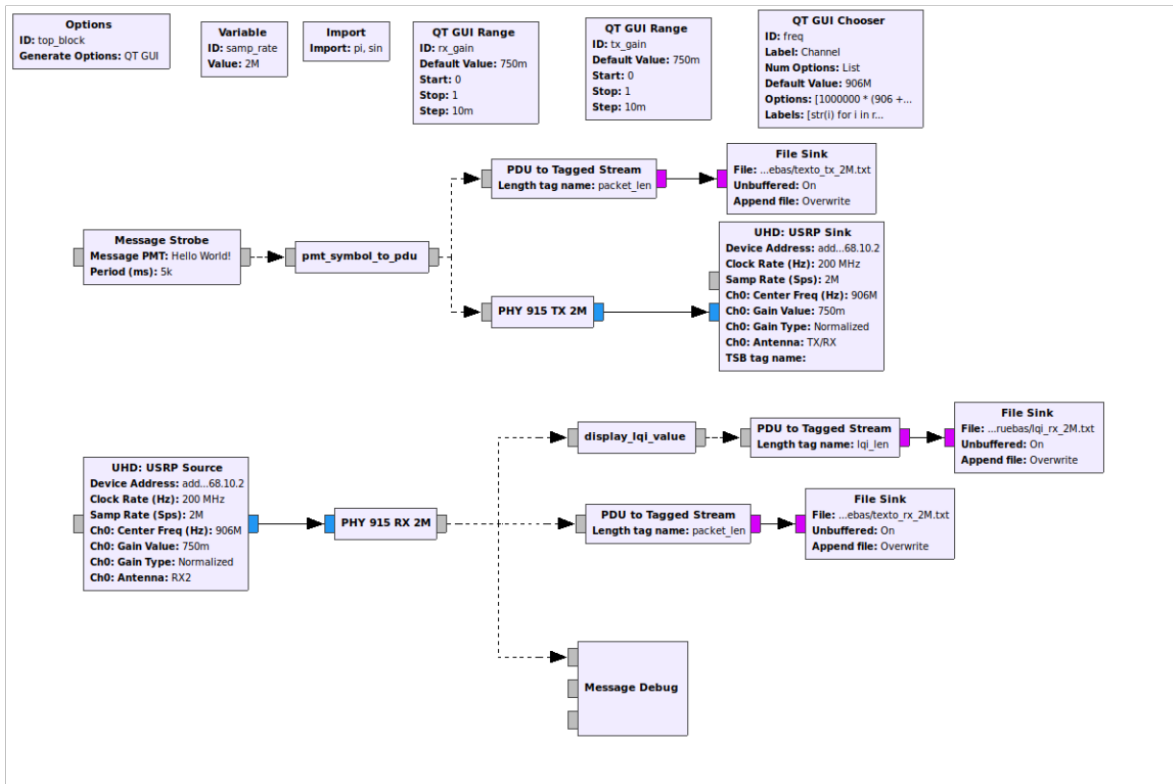 Options
ID: top_block
Generate Options: QT GUI
Variable
ID: samp_rate
Value: 2M
Import
Import: pi, sin
QT GUI Range
ID: rx_gain
Default Value: 750m
Start: 0
Stop: 1
Step: 10m
QT GUI Range
ID: tx_gain
Default Value: 750m
Start: 0
Stop: 1
Step: 10m
QT GUI Chooser
ID: freq
Label: Channel
Num Options: List
Default Value: 906M
Options: [1000000 * (906 +...
Labels: [str(i) for i in r...
Message Strobe
Message PMT: Hello World!
Period (ms): 5k
pmt_symbol_to_pdu
PDU to Tagged Stream
Length tag name: packet_len
File Sink
File: ...ebas/texto_tx_2M.txt
Unbuffered: On
Append file: Overwrite
PHY 915 TX 2M
UHD: USRP Sink
Device Address: add...68.10.2
Clock Rate (Hz): 200 MHz
Samp Rate (Sps): 2M
Ch0: Center Freq (Hz): 906M
Ch0: Gain Value: 750m
Ch0: Gain Type: Normalized
Ch0: Antenna: TX/RX
TSB tag name:
UHD: USRP Source
Device Address: add...68.10.2
Clock Rate (Hz): 200 MHz
Samp Rate (Sps): 2M
Ch0: Center Freq (Hz): 906M
Ch0: Gain Value: 750m
Ch0: Gain Type: Normalized
Ch0: Antenna: RX2
PHY 915 RX 2M
display_lqi_value
PDU to Tagged Stream
Length tag name: lqi_len
File Sink
File: ...ruebas/lqi_rx_2M.txt
Unbuffered: On
Append file: Overwrite
PDU to Tagged Stream
Length tag name: packet_len
File Sink
File: ...ebas/texto_rx_2M.txt
Unbuffered: On
Append file: Overwrite
Message Debug